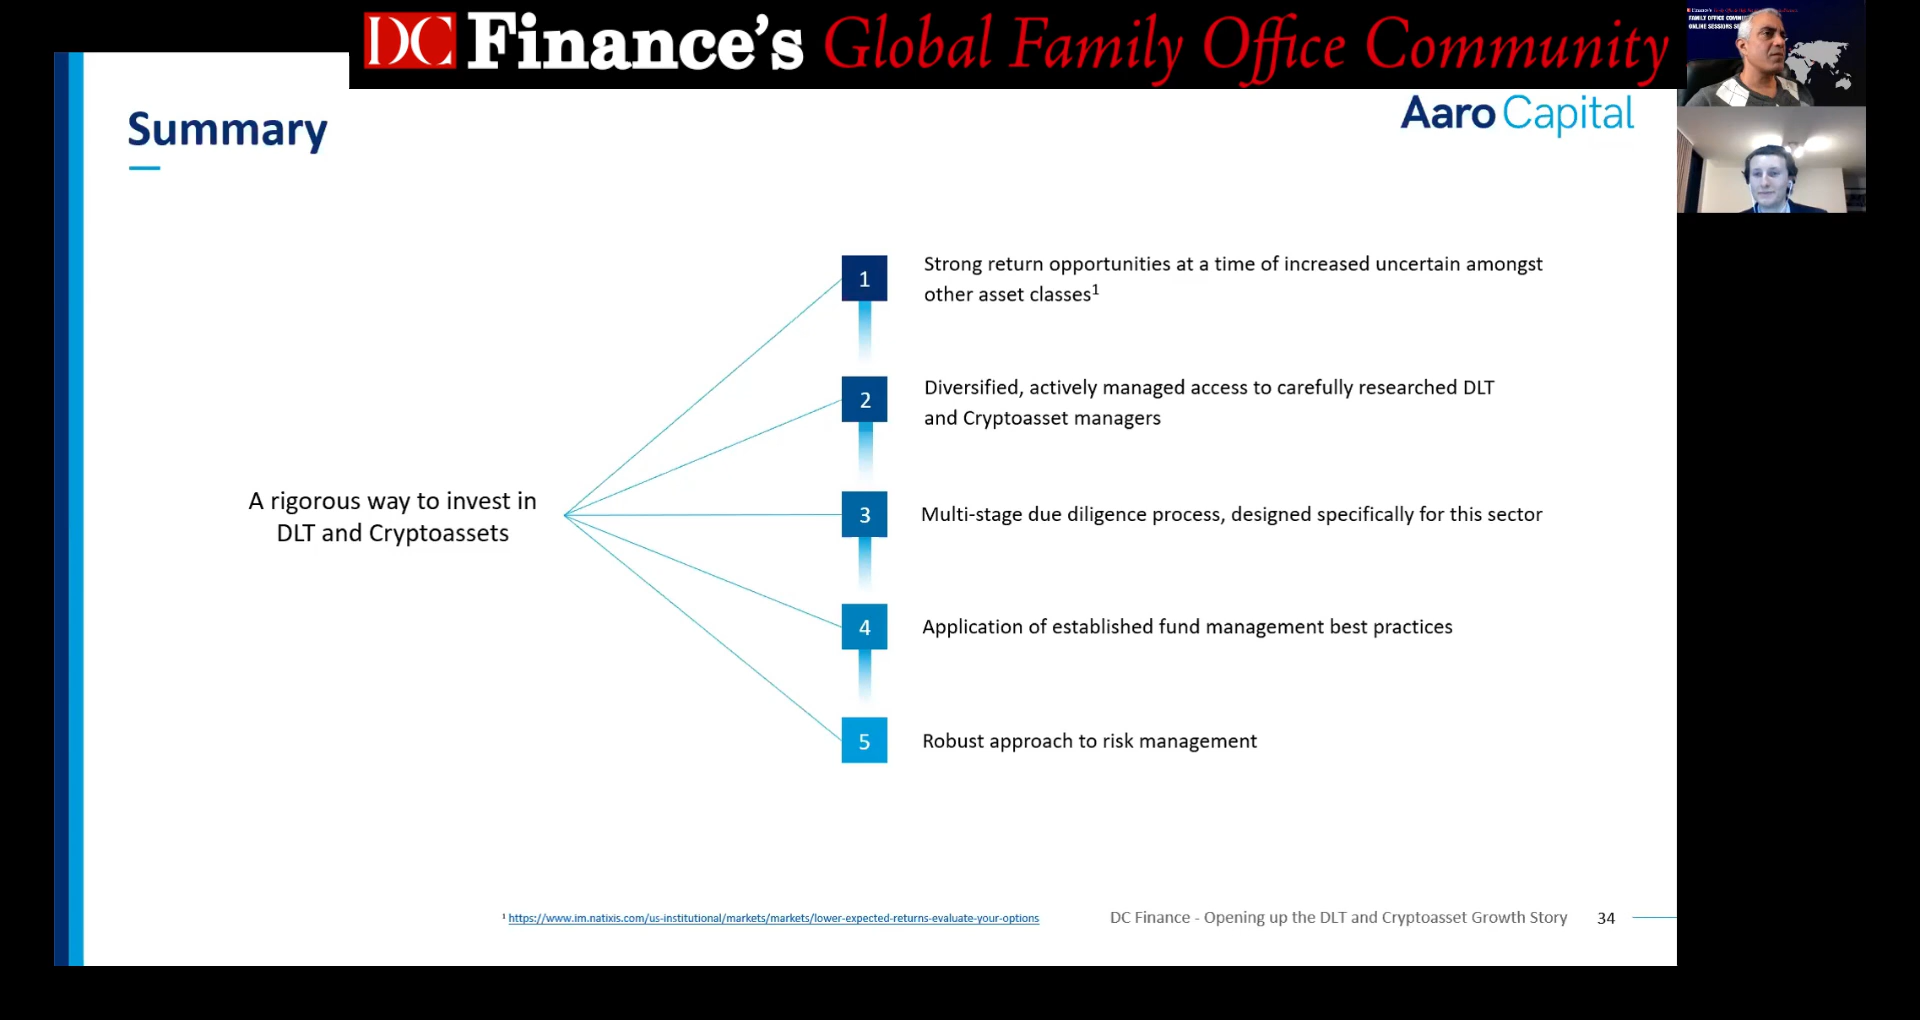 DC Finance's Global Family Office Community
Summary
Aaro Capital
A rigorous way to invest in
DLT and Cryptoassets
1
Strong return opportunities at a time of increased uncertain amongst
other asset classes¹
2
Diversified, actively managed access to carefully researched DLT
and Cryptoasset managers
3
Multi-stage due diligence process, designed specifically for this sector
4
Application of established fund management best practices
5
Robust approach to risk management
¹ https://www.im.natixis.com/us-institutional/markets/markets/lower-expected-returns-evaluate-your-options
DC Finance - Opening up the DLT and Cryptoasset Growth Story
34